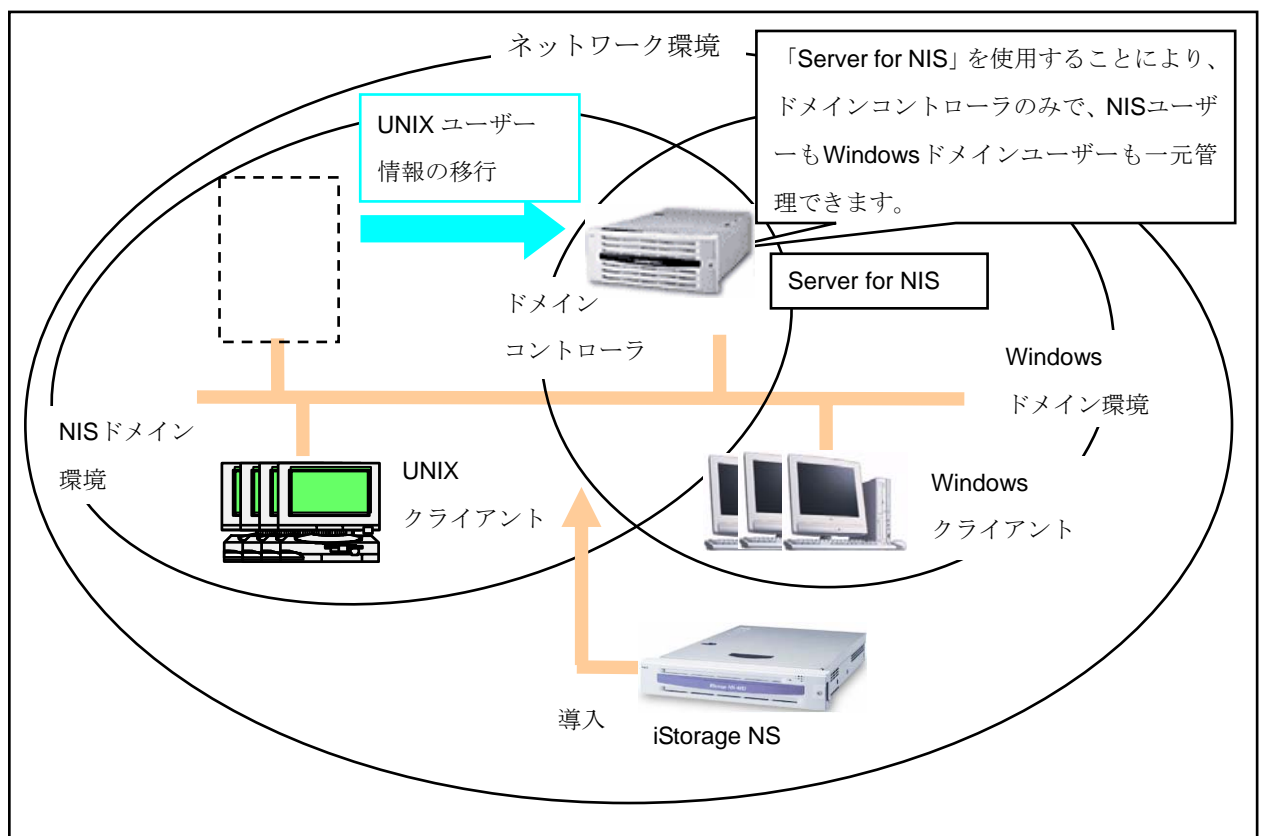 ネットワーク環境
「Server for NIS」を使用することにより、
ドメインコントローラのみで、NISユーザ
ーもWindowsドメインユーザーも一元管
理できます。
UNIX ユーザー
情報の移行
Server for NIS
ドメイン
コントローラ
Windows
ドメイン環境
NISドメイン
環境
UNIX
クライアント
Windows
クライアント
導入
iStorage NS